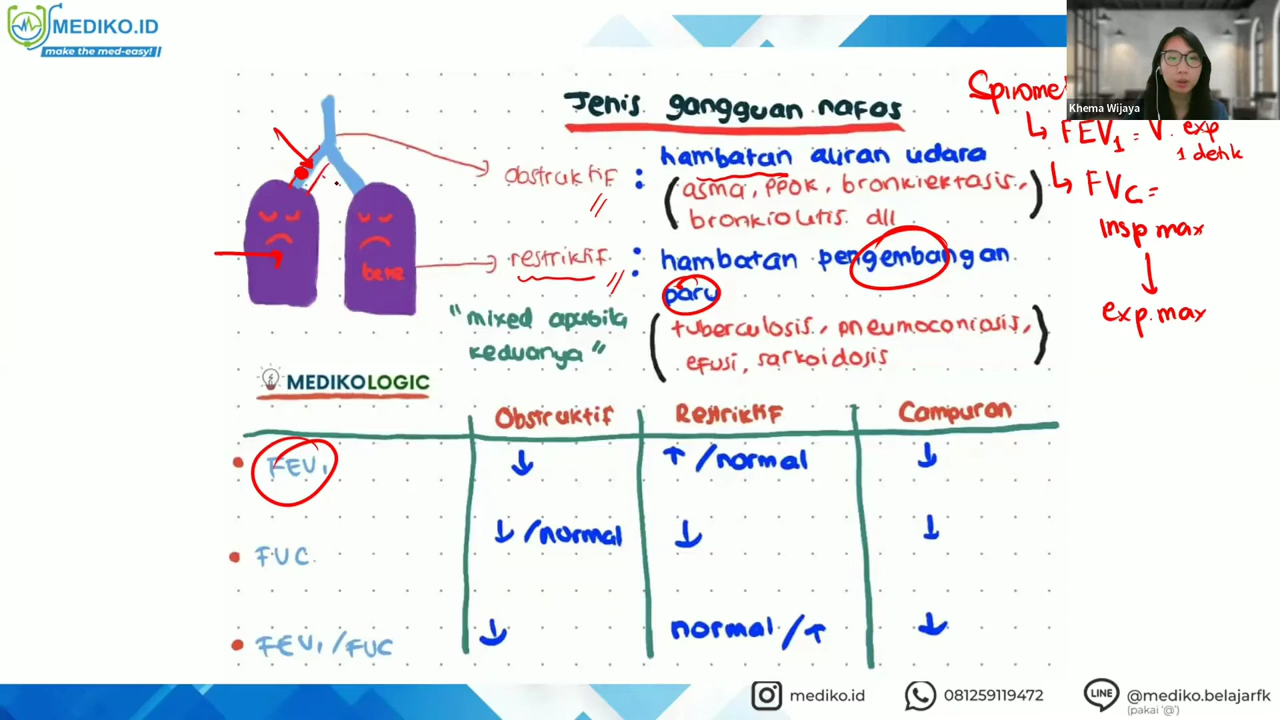 MEDIKO.ID
make the med-easy!
Jenis gangguan nafas
Khema Wijaya
FEV1 = V. exp
1 detik
FVC =
insp max
exp. max
obstruktif : hambatan aliran udara
(asma, PPOK, bronkiektasis,
bronkiolitis dll)
restriktif : hambatan pengembangan
paru
(tuberculosis, pneumoconiosis,
efusi, sarkoidosis)
"mixed apabila
keduanya"
MEDIKOLOGIC
Obstruktif Restriktif Campuran
• FEV1 ↓ ↑/normal ↓
• FVC ↓/normal ↓ ↓
• FEV1/FVC ↓ normal/↑ ↓
mediko.id 081259119472 LINE @mediko.belajarfk
(pakai '@')